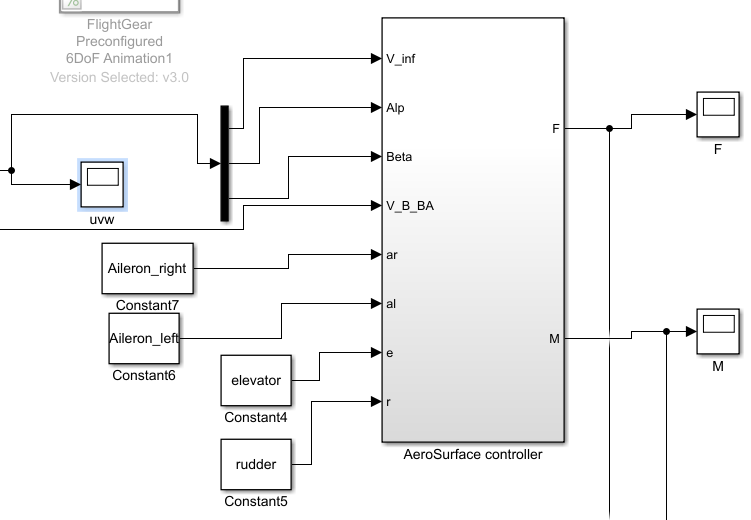 FlightGear
Preconfigured
6DoF Animation1
Version Selected: v3.0
V_inf
Alp
Beta
V_B_BA
ar
al
e
r
F
M
F
M
uvw
Aileron_right
Constant7
Aileron_left
Constant6
elevator
Constant4
rudder
Constant5
AeroSurface controller